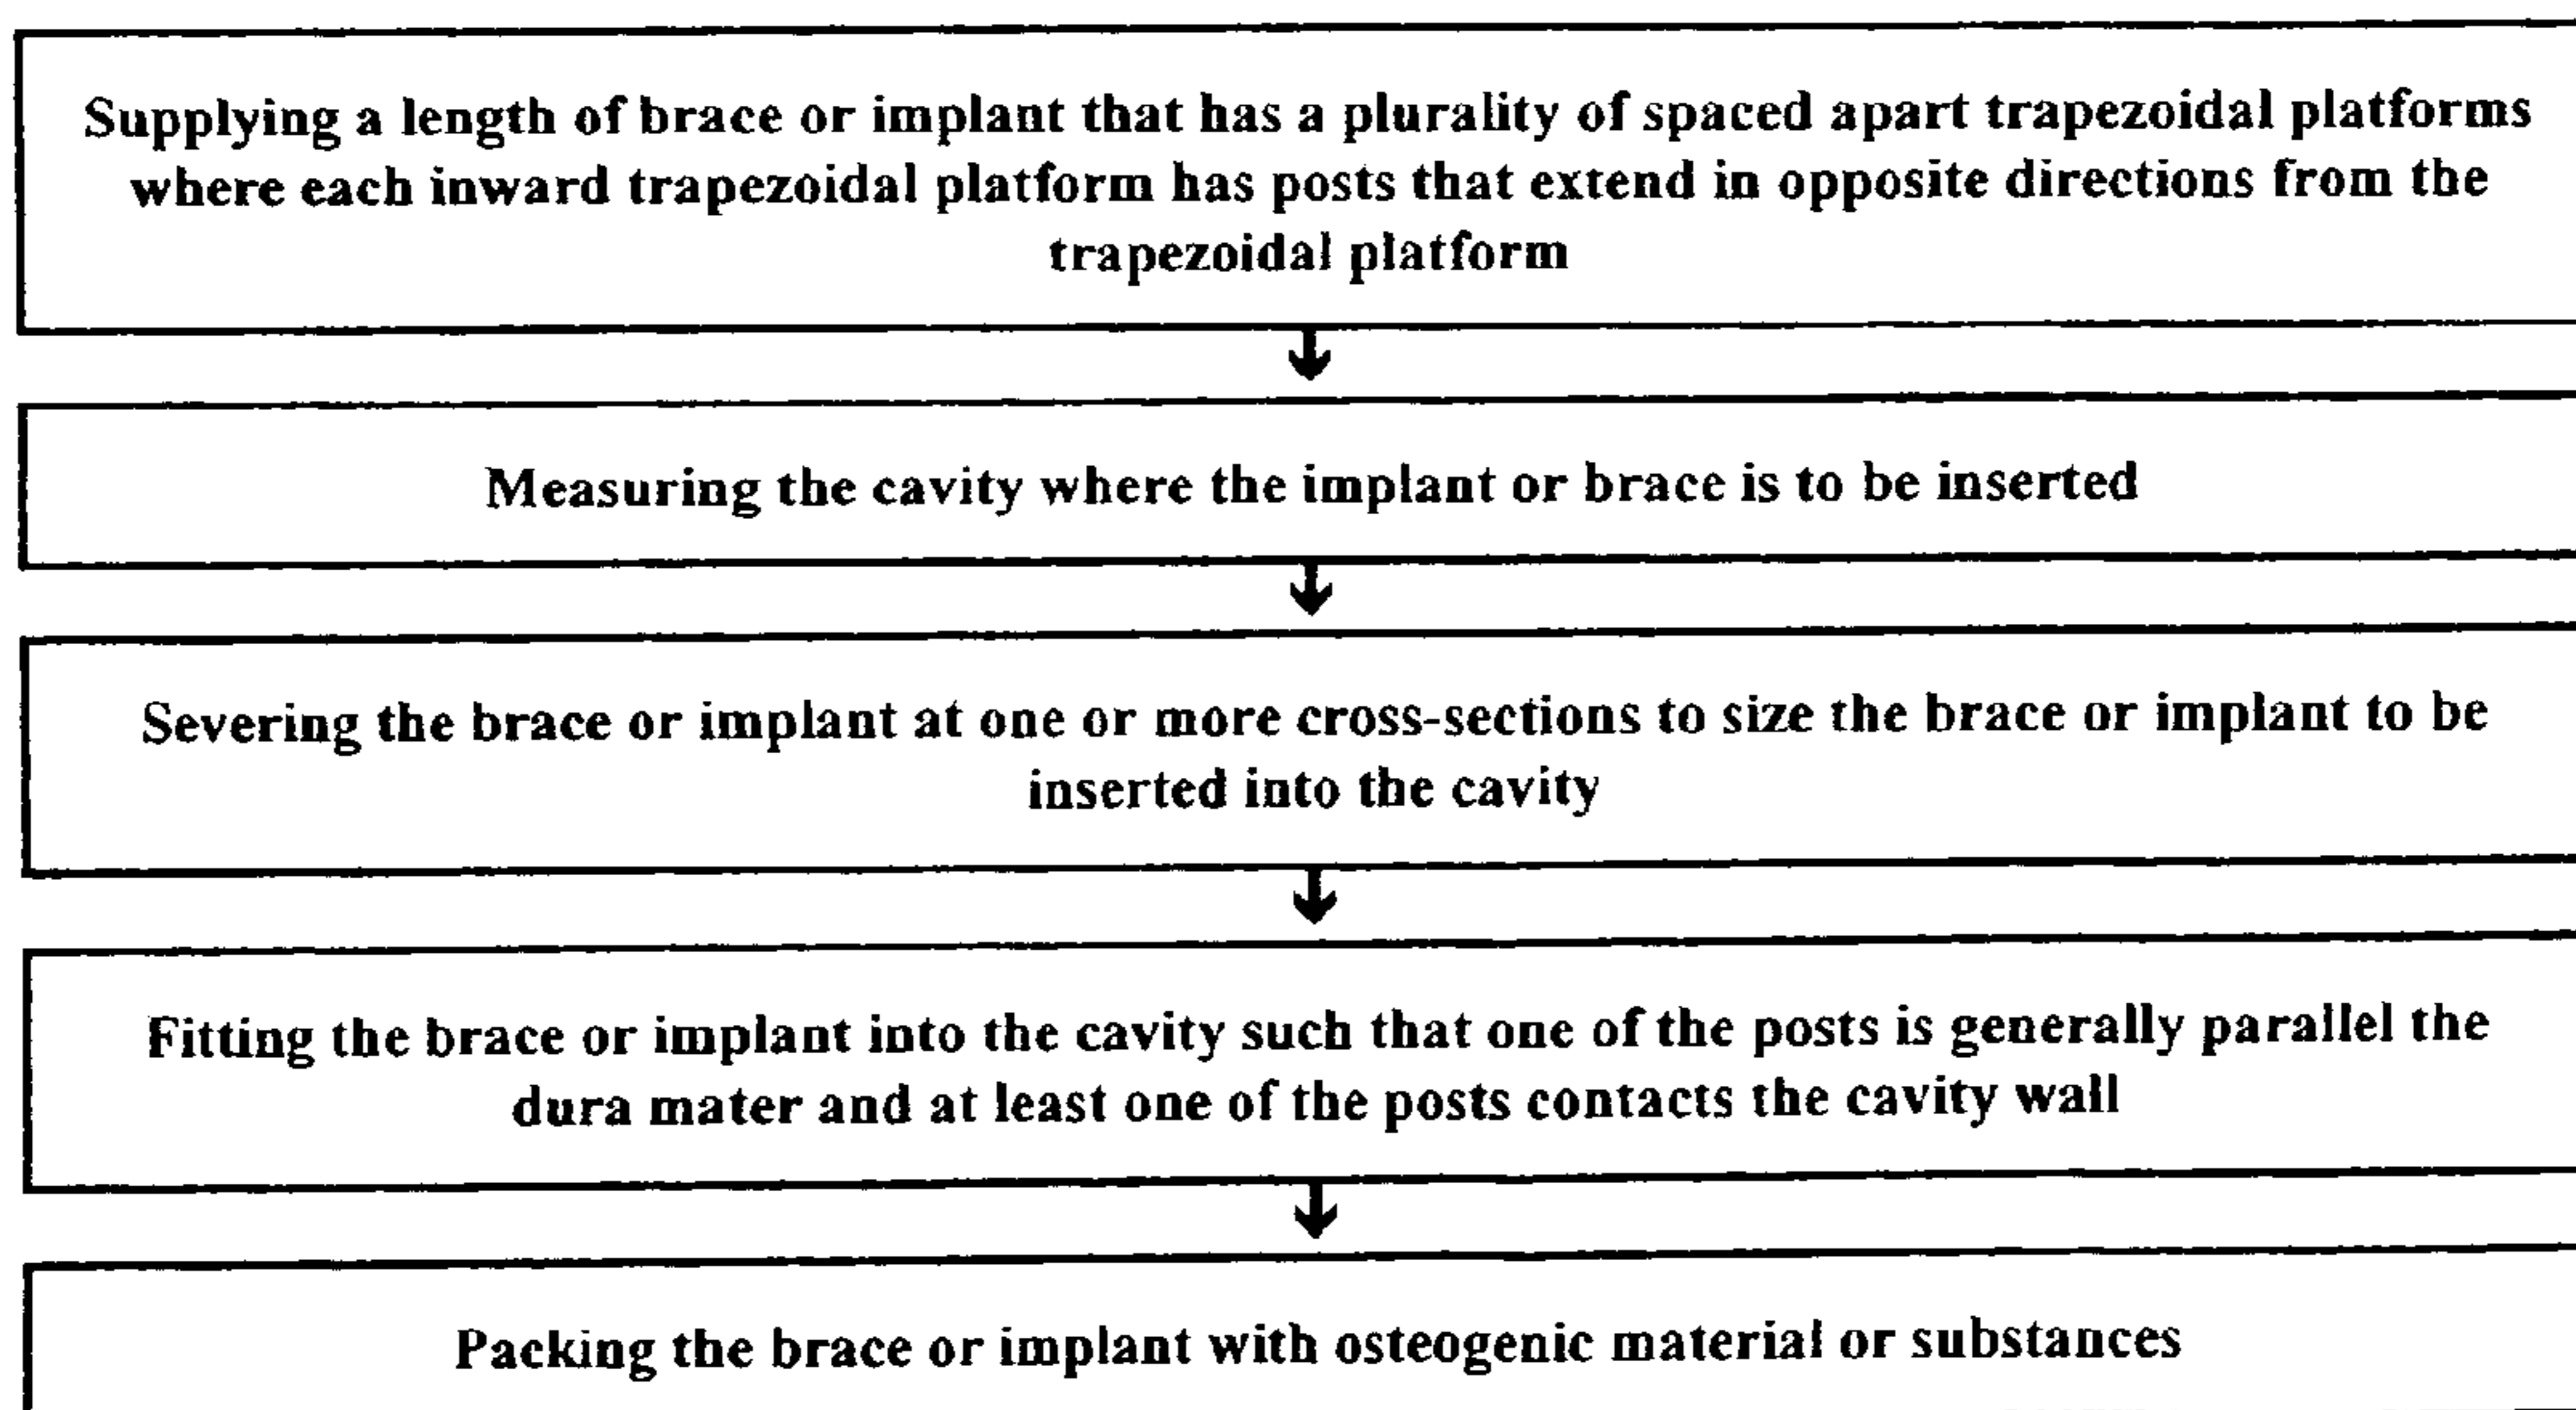 Supplying a length of brace or implant that has a plurality of spaced apart trapezoidal platforms
where each inward trapezoidal platform has posts that extend in opposite directions from the
trapezoidal platform
Measuring the cavity where the implant or brace is to be inserted
Severing the brace or implant at one or more cross-sections to size the brace or implant to be
inserted into the cavity
Fitting the brace or implant into the cavity such that one of the posts is generally parallel the
dura mater and at least one of the posts contacts the cavity wall
Packing the brace or implant with osteogenic material or substances